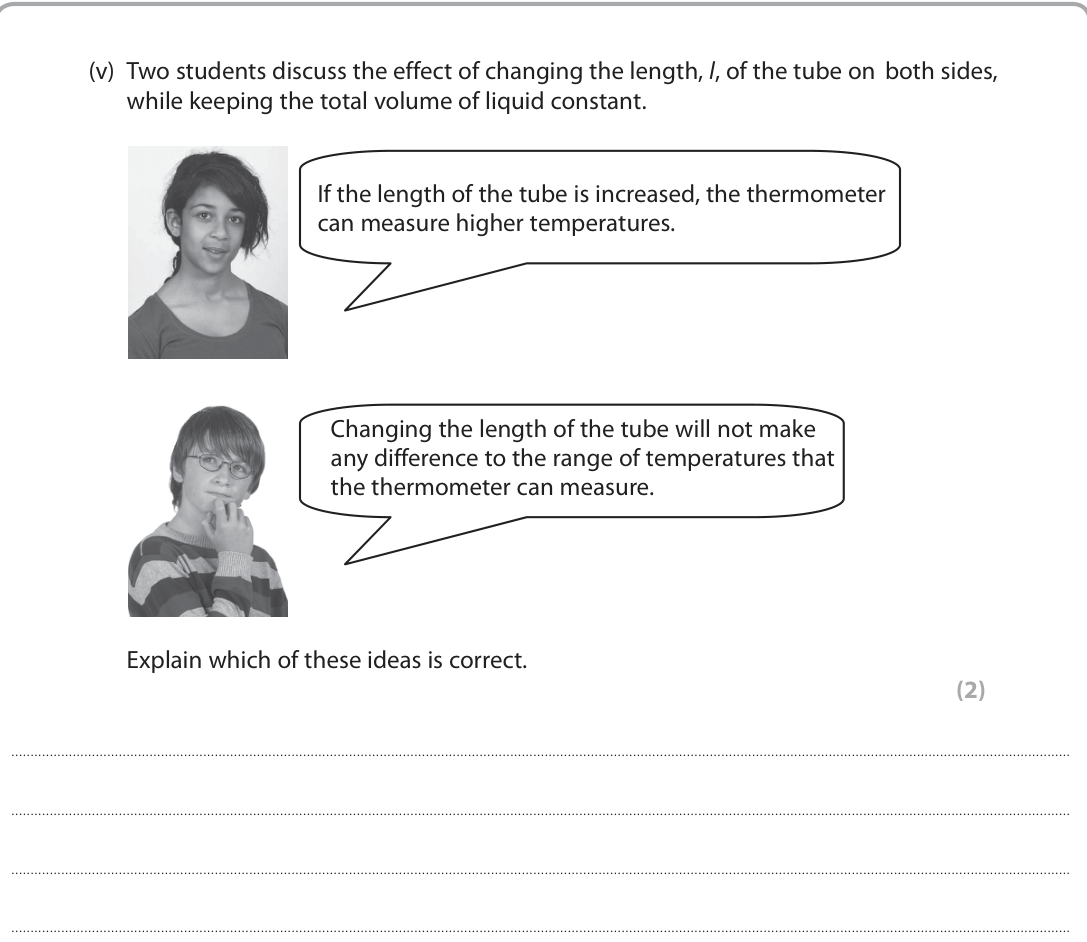 (v) Two students discuss the effect of changing the length, l, of the tube on both sides,
while keeping the total volume of liquid constant.
If the length of the tube is increased, the thermometer
can measure higher temperatures.
Changing the length of the tube will not make
any difference to the range of temperatures that
the thermometer can measure.
Explain which of these ideas is correct.
(2)